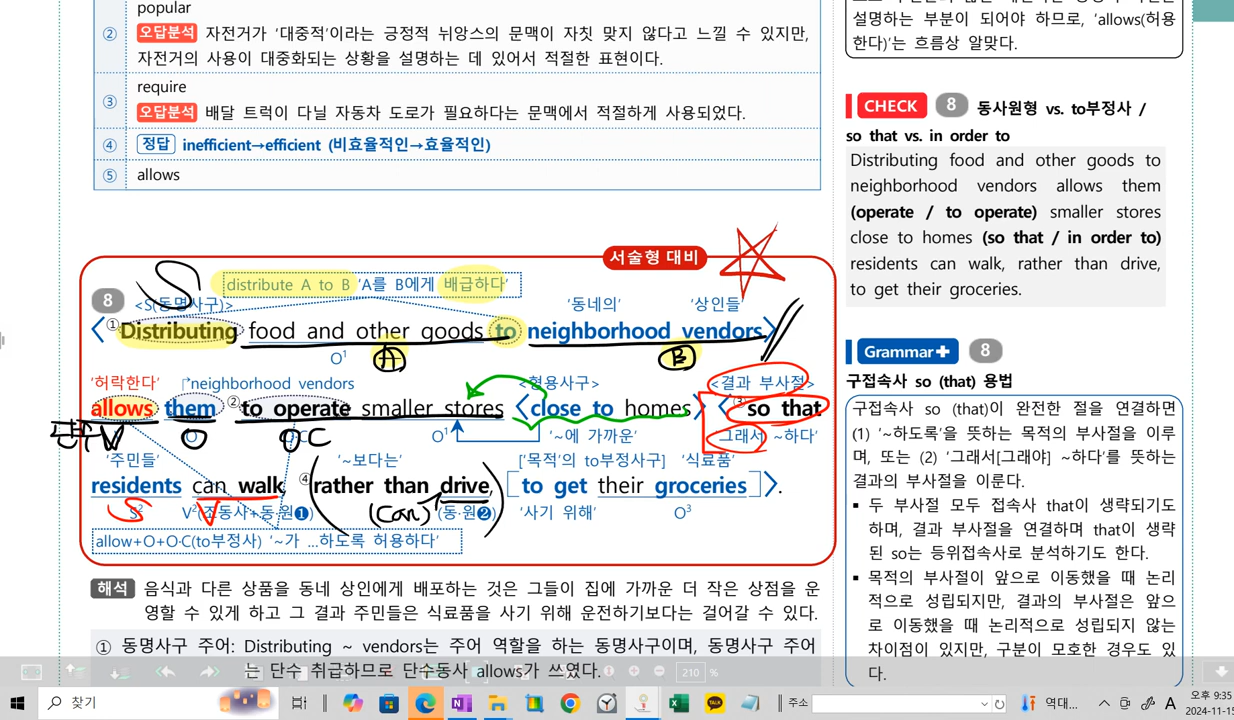 popular
② 오답분석 자전거가 '대중적'이라는 긍정적 뉘앙스의 문맥이 자칫 맞지 않다고 느낄 수 있지만,
자전거의 사용이 대중화되는 상황을 설명하는 데 있어서 적절한 표현이다.
require
③ 오답분석 배달 트럭이 다닐 자동차 도로가 필요하다는 문맥에서 적절하게 사용되었다.
④ 정답 inefficient→efficient (비효율적인→효율적인)
⑤ allows
서술형 대비
S
distribute A to B 'A를 B에게 배급하다'
8 <S(동명사구)> '동네의' '상인들'
〈①Distributing food and other goods to neighborhood vendors〉
O¹ A B
'허락한다' neighborhood vendors <형용사구> <결과 부사절>
allows them ②to operate smaller stores 〈close to homes〉 〈③so that
단수V O OC O¹ '~에 가까운' '그래서 ~하다'
'주민들' '~보다는' ['목적'의 to부정사구] '식료품'
residents can walk, ④(rather than drive,) [to get their groceries]〉.
S² V²(조동사+동·원❶) (can) (동·원❷) '사기 위해' O³
S V
allow+O+O·C(to부정사) '~가 …하도록 허용하다'
해석 음식과 다른 상품을 동네 상인에게 배포하는 것은 그들이 집에 가까운 더 작은 상점을 운
영할 수 있게 하고 그 결과 주민들은 식료품을 사기 위해 운전하기보다는 걸어갈 수 있다.
① 동명사구 주어: Distributing ~ vendors는 주어 역할을 하는 동명사구이며, 동명사구 주어
는 단수 취급하므로 단수동사 allows가 쓰였다.
설명하는 부분이 되어야 하므로, 'allows(허용
한다)'는 흐름상 알맞다.
CHECK 8 동사원형 vs. to부정사 /
so that vs. in order to
Distributing food and other goods to
neighborhood vendors allows them
(operate / to operate) smaller stores
close to homes (so that / in order to)
residents can walk, rather than drive,
to get their groceries.
Grammar+ 8
구접속사 so (that) 용법
구접속사 so (that)이 완전한 절을 연결하면
(1) '~하도록'을 뜻하는 목적의 부사절을 이루
며, 또는 (2) '그래서[그래야] ~하다'를 뜻하는
결과의 부사절을 이룬다.
▪ 두 부사절 모두 접속사 that이 생략되기도
하며, 결과 부사절을 연결하며 that이 생략
된 so는 등위접속사로 분석하기도 한다.
▪ 목적의 부사절이 앞으로 이동했을 때 논리
적으로 성립되지만, 결과의 부사절은 앞으
로 이동했을 때 논리적으로 성립되지 않는
차이점이 있지만, 구분이 모호한 경우도 있
다.
210 %
찾기
주소
역대...
A
오후 9:35
2024-11-15